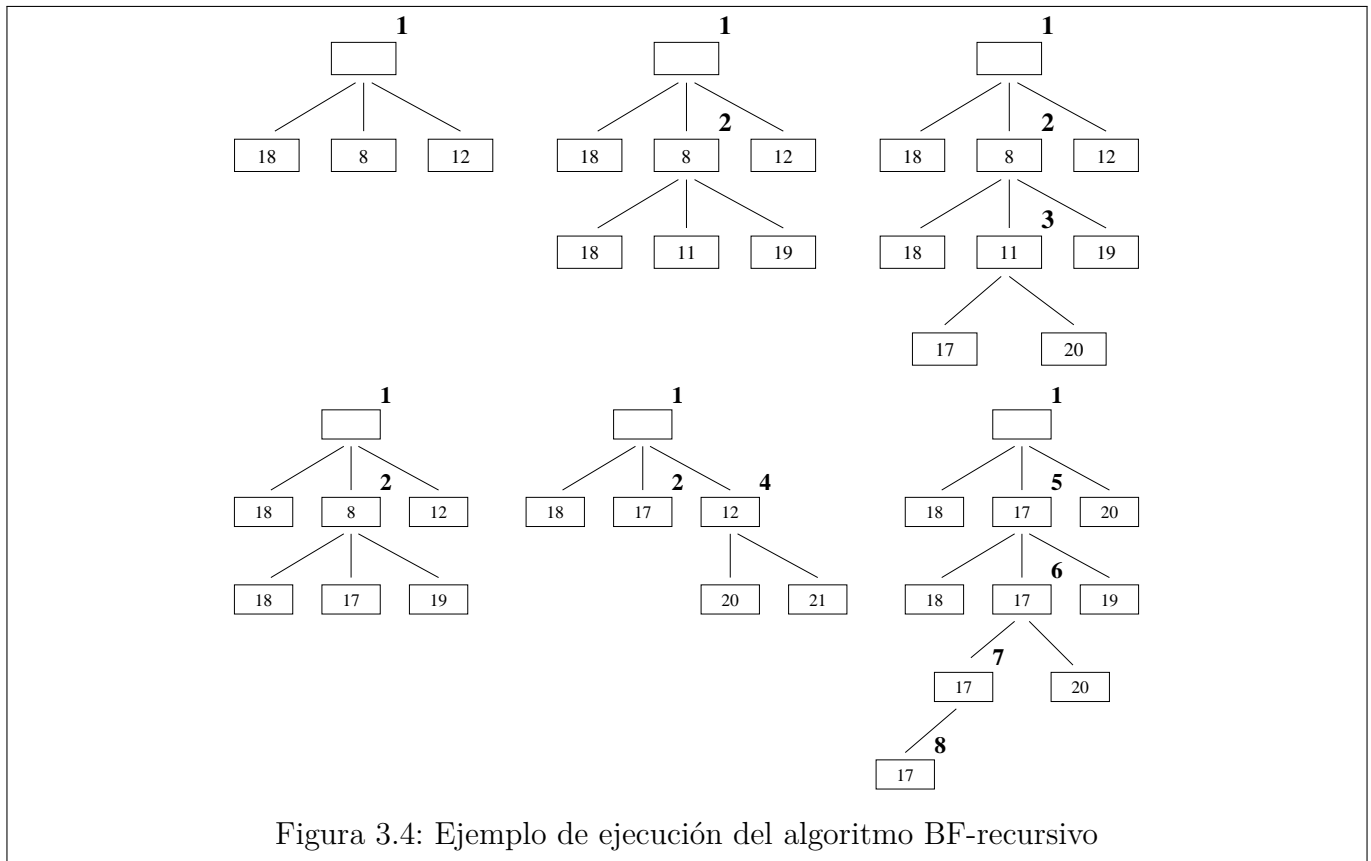 1 1 1
2 2
18 8 12 18 8 12 18 8 12
3
18 11 19 18 11 19
17 20
1 1 1
2 2 4 5
18 8 12 18 17 12 18 17 20
6
18 17 19 20 21 18 17 19
7
17 20
8
17
Figura 3.4: Ejemplo de ejecución del algoritmo BF-recursivo